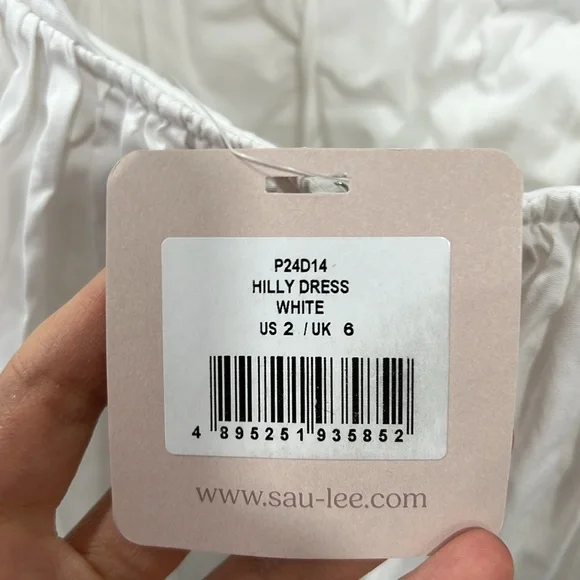 P24D14
HILLY DRESS
WHITE
US 2 / UK 6
4 895251 935852
www.sau-lee.com